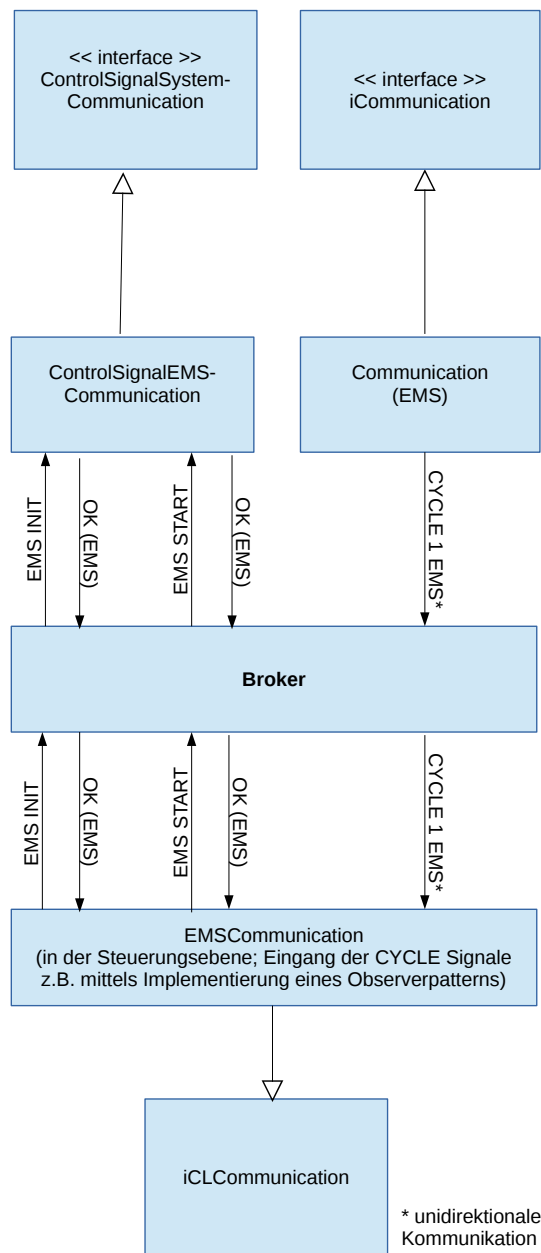 << interface >>
ControlSignalSystem-
Communication
<< interface >>
iCommunication
ControlSignalEMS-
Communication
Communication
(EMS)
EMS INIT
OK (EMS)
EMS START
OK (EMS)
CYCLE 1 EMS*
Broker
EMS INIT
OK (EMS)
EMS START
OK (EMS)
CYCLE 1 EMS*
EMSCommunication
(in der Steuerungsebene; Eingang der CYCLE Signale
z.B. mittels Implementierung eines Observerpatterns)
iCLCommunication
* unidirektionale
Kommunikation